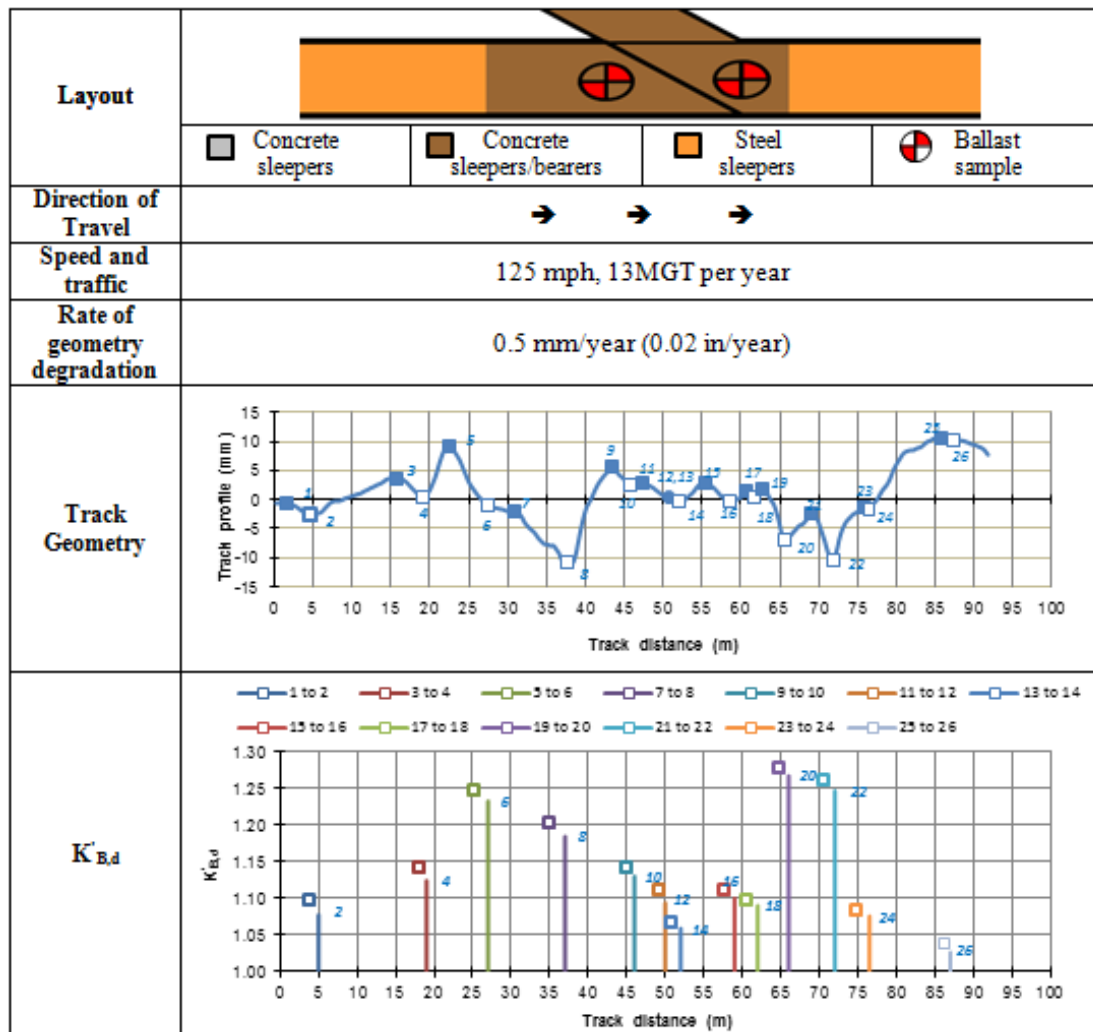 Layout
Concrete
sleepers
Concrete
sleepers/bearers
Steel
sleepers
Ballast
sample
Direction of
Travel
Speed and
traffic
125 mph, 13MGT per year
Rate of
geometry
degradation
0.5 mm/year (0.02 in/year)
Track
Geometry
Track profile (mm)
15
10
5
0
-5
-10
-15
1
2
3
4
5
6
7
8
9
10
11
12,13
14
15
16
17
18
19
20
21
22
23
24
25
26
0 5 10 15 20 25 30 35 40 45 50 55 60 65 70 75 80 85 90 95 100
Track distance (m)
K'B,d
1 to 2 3 to 4 5 to 6 7 to 8 9 to 10 11 to 12 13 to 14
15 to 16 17 to 18 19 to 20 21 to 22 23 to 24 25 to 26
K'B,d
1.30
1.25
1.20
1.15
1.10
1.05
1.00
2
4
6
8
10
12
14
16
18
20
22
24
26
0 5 10 15 20 25 30 35 40 45 50 55 60 65 70 75 80 85 90 95 100
Track distance (m)